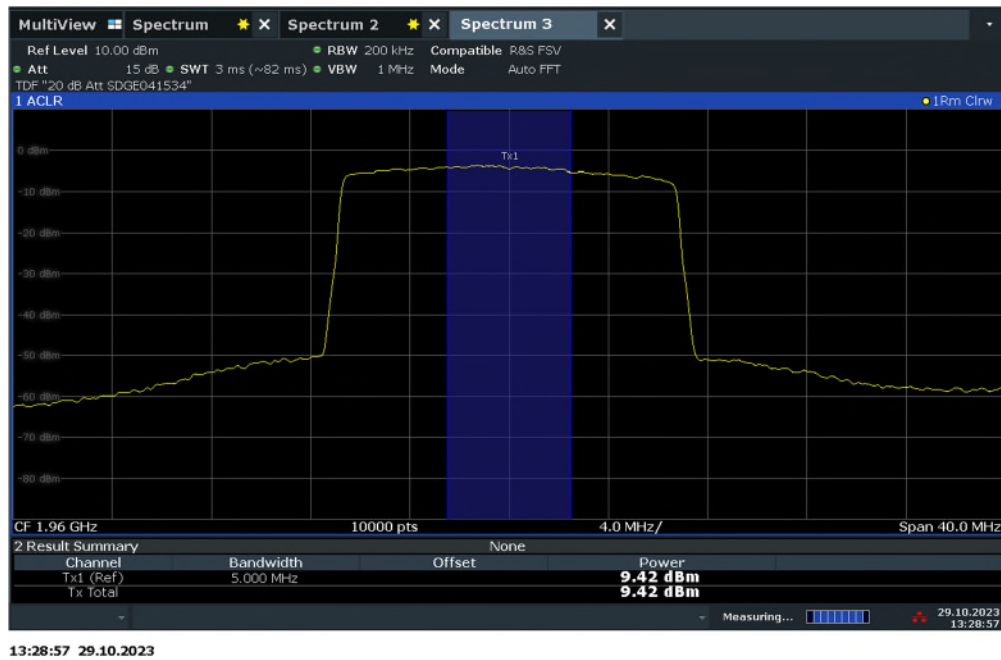 MultiView Spectrum Spectrum 2 Spectrum 3
Ref Level 10.00 dBm RBW 200 kHz Compatible R&S FSV
Att 15 dB SWT 3 ms (~82 ms) VBW 1 MHz Mode Auto FFT
TDF "20 dB Att SDGE041534"
1 ACLR 1Rm Clrw
0 dBm
Tx1
-10 dBm
-20 dBm
-30 dBm
-40 dBm
-50 dBm
-60 dBm
-70 dBm
-80 dBm
CF 1.96 GHz 10000 pts 4.0 MHz/ Span 40.0 MHz
2 Result Summary None
Channel Bandwidth Offset Power
Tx1 (Ref) 5.000 MHz 9.42 dBm
Tx Total 9.42 dBm
Measuring... 29.10.2023
13:28:57
13:28:57 29.10.2023